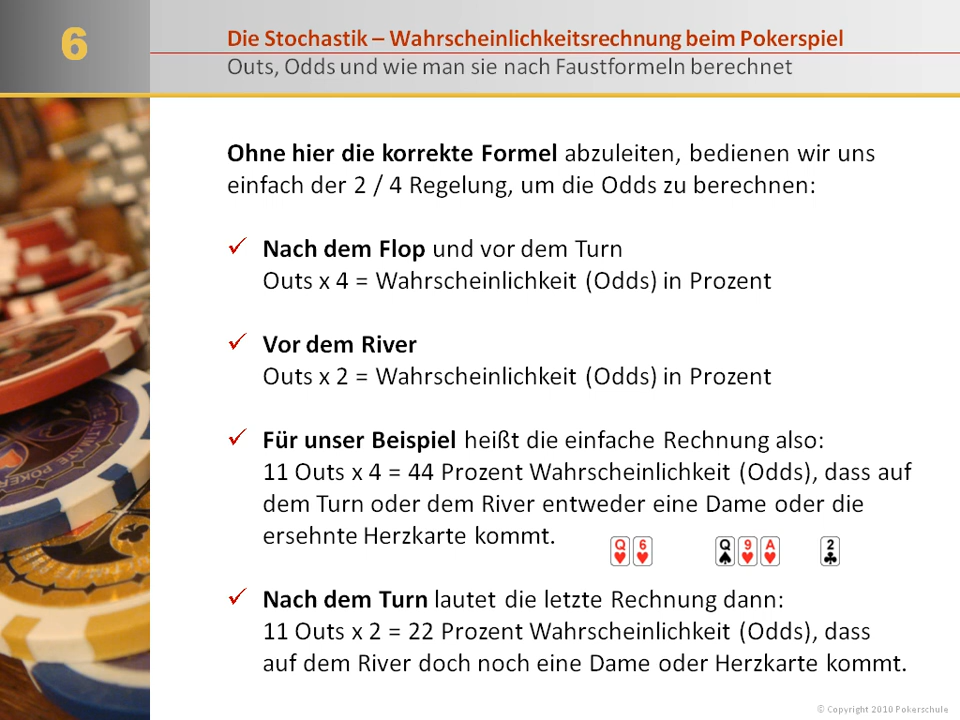 6
Die Stochastik – Wahrscheinlichkeitsrechnung beim Pokerspiel
Outs, Odds und wie man sie nach Faustformeln berechnet
Ohne hier die korrekte Formel abzuleiten, bedienen wir uns
einfach der 2 / 4 Regelung, um die Odds zu berechnen:
✓ Nach dem Flop und vor dem Turn
Outs x 4 = Wahrscheinlichkeit (Odds) in Prozent
✓ Vor dem River
Outs x 2 = Wahrscheinlichkeit (Odds) in Prozent
✓ Für unser Beispiel heißt die einfache Rechnung also:
11 Outs x 4 = 44 Prozent Wahrscheinlichkeit (Odds), dass auf
dem Turn oder dem River entweder eine Dame oder die
ersehnte Herzkarte kommt.
Q♥ 6♥ Q♠ 9♥ A♥ 2♣
✓ Nach dem Turn lautet die letzte Rechnung dann:
11 Outs x 2 = 22 Prozent Wahrscheinlichkeit (Odds), dass
auf dem River doch noch eine Dame oder Herzkarte kommt.
© Copyright 2010 Pokerschule